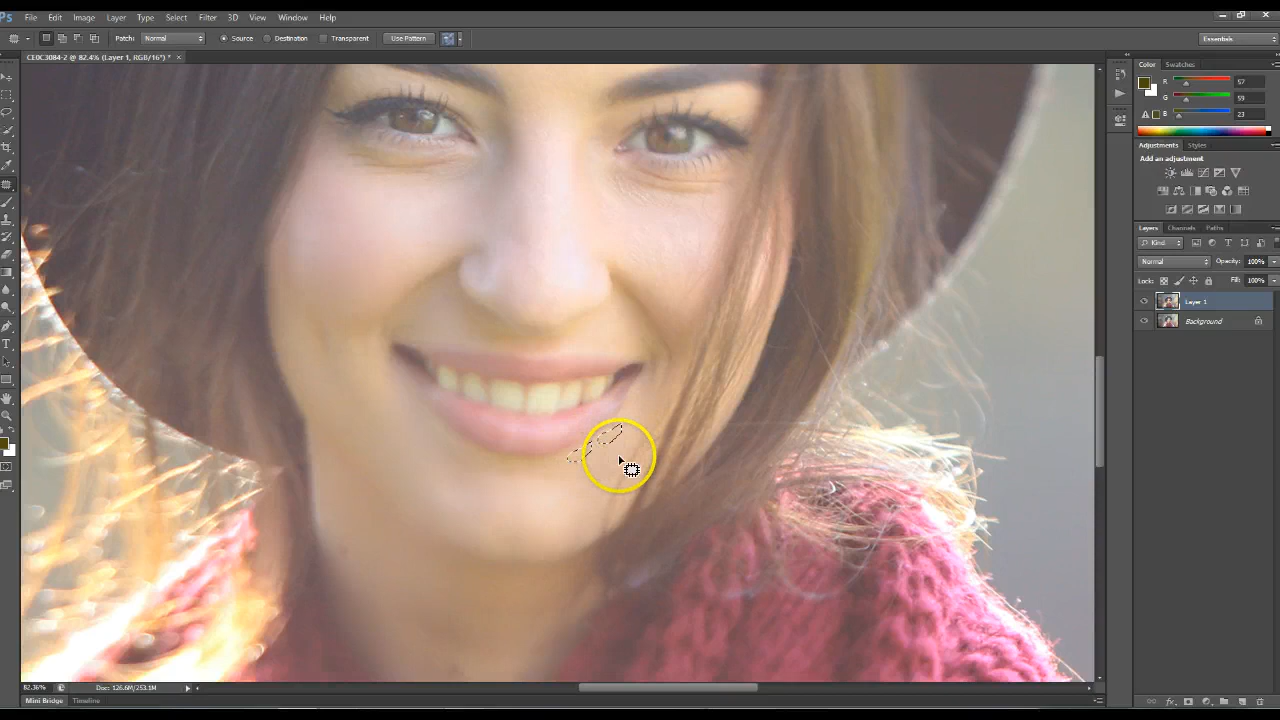 Ps File Edit Image Layer Type Select Filter 3D View Window Help
Patch: Normal Source Destination Transparent Use Pattern Essentials
CE0C3084-2 @ 82.4% (Layer 1, RGB/16*) * ×
Color Swatches
R 57
G 59
B 23
Adjustments Styles
Add an adjustment
Layers Channels Paths
Kind
Normal Opacity: 100%
Lock: Fill: 100%
Layer 1
Background
82.36% Doc: 126.6M/253.1M
Mini Bridge Timeline